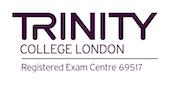 TRINITY
COLLEGE LONDON
Registered Exam Centre 69517